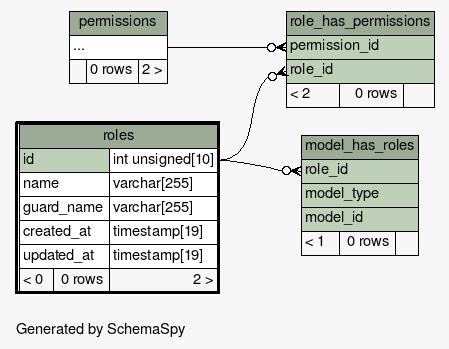 permissions
...
0 rows 2 >
role_has_permissions
permission_id
role_id
< 2 0 rows
roles
id int unsigned[10]
name varchar[255]
guard_name varchar[255]
created_at timestamp[19]
updated_at timestamp[19]
< 0 0 rows 2 >
model_has_roles
role_id
model_type
model_id
< 1 0 rows
Generated by SchemaSpy